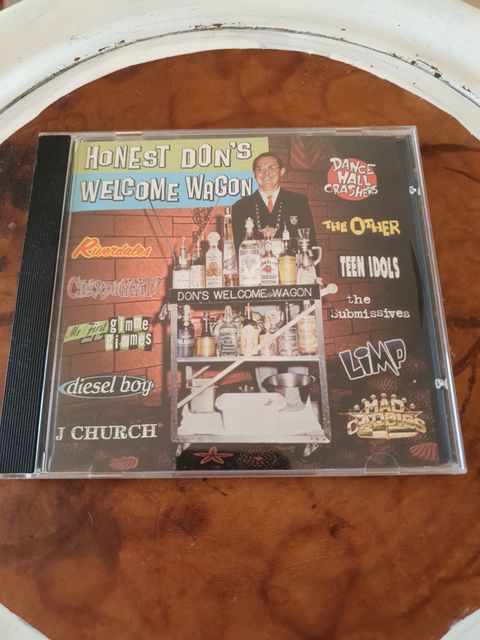 HONEST DON'S
WELCOME WAGON
DANCE
HALL
CRASHERS
Riverdales
THE OTHER
TEEN IDOLS
DON'S WELCOME WAGON
the
Submissives
Me First
and the
gimme
gimmes
LIMP
diesel boy
MAD
CADDIES
J CHURCH